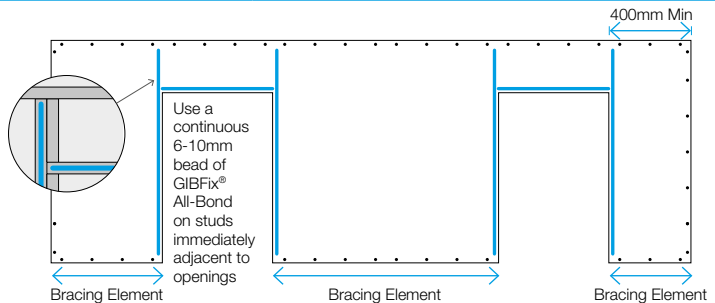 400mm Min
Use a
continuous
6-10mm
bead of
GIBFix®
All-Bond
on studs
immediately
adjacent to
openings
Bracing Element
Bracing Element
Bracing Element